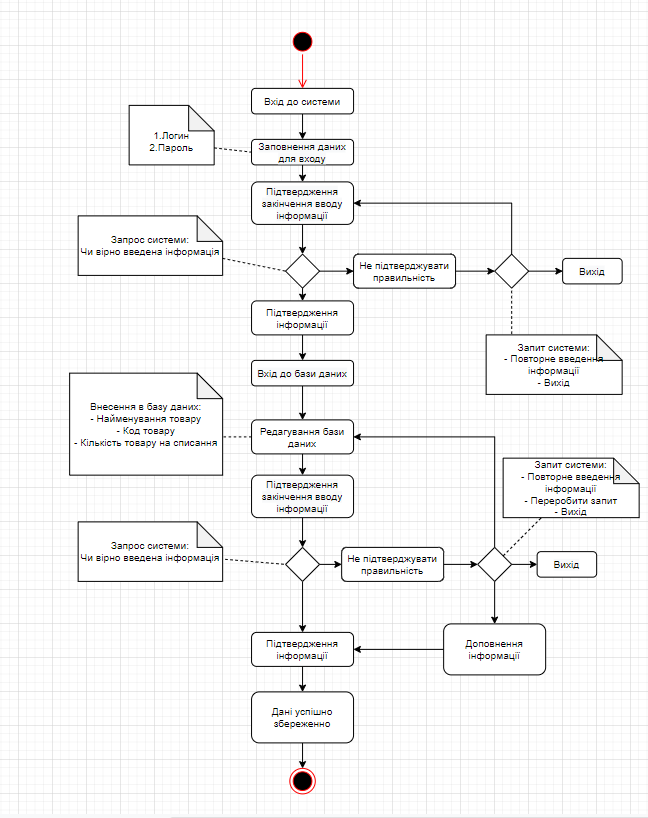 Вхід до системи
1.Логин
2.Пароль
Заповнення даних
для входу
Підтвердження
закінчення вводу
інформації
Запрос системи:
Чи вірно введена інформація
Не підтверджувати
правильність
Вихід
Підтвердження
інформації
Запит системи:
- Повторне введення
інформації
- Вихід
Вхід до бази даних
Внесення в базу даних:
- Найменування товару
- Код товару
- Кількість товару на списання
Редагування бази
даних
Запит системи:
- Повторне введення
інформації
- Переробити запит
- Вихід
Підтвердження
закінчення вводу
інформації
Запрос системи:
Чи вірно введена інформація
Не підтверджувати
правильність
Вихід
Підтвердження
інформації
Доповнення
інформації
Дані успішно
збереженно